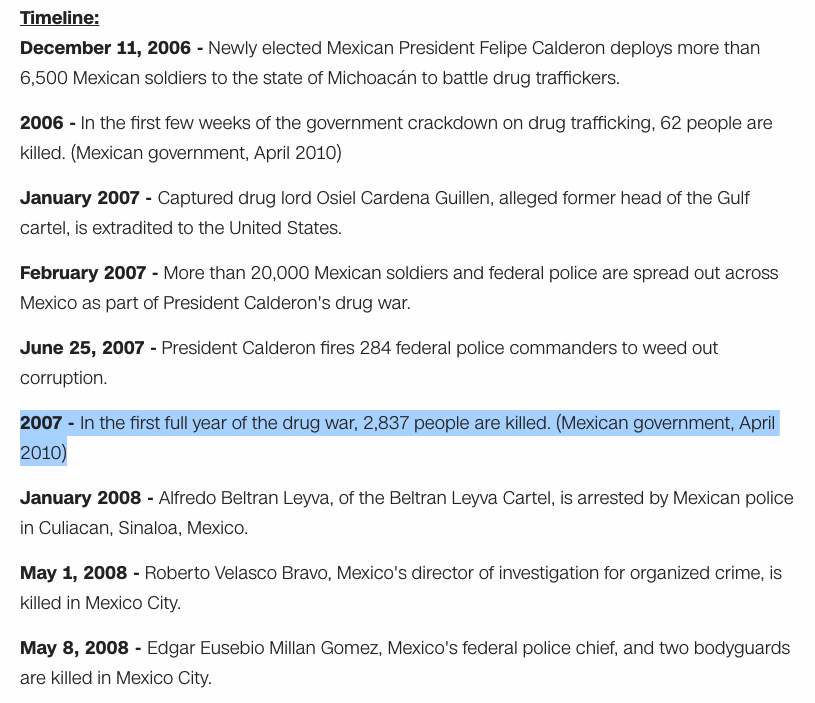 Timeline:
December 11, 2006 - Newly elected Mexican President Felipe Calderon deploys more than
6,500 Mexican soldiers to the state of Michoacán to battle drug traffickers.
2006 - In the first few weeks of the government crackdown on drug trafficking, 62 people are
killed. (Mexican government, April 2010)
January 2007 - Captured drug lord Osiel Cardena Guillen, alleged former head of the Gulf
cartel, is extradited to the United States.
February 2007 - More than 20,000 Mexican soldiers and federal police are spread out across
Mexico as part of President Calderon's drug war.
June 25, 2007 - President Calderon fires 284 federal police commanders to weed out
corruption.
2007 - In the first full year of the drug war, 2,837 people are killed. (Mexican government, April
2010)
January 2008 - Alfredo Beltran Leyva, of the Beltran Leyva Cartel, is arrested by Mexican police
in Culiacan, Sinaloa, Mexico.
May 1, 2008 - Roberto Velasco Bravo, Mexico's director of investigation for organized crime, is
killed in Mexico City.
May 8, 2008 - Edgar Eusebio Millan Gomez, Mexico's federal police chief, and two bodyguards
are killed in Mexico City.